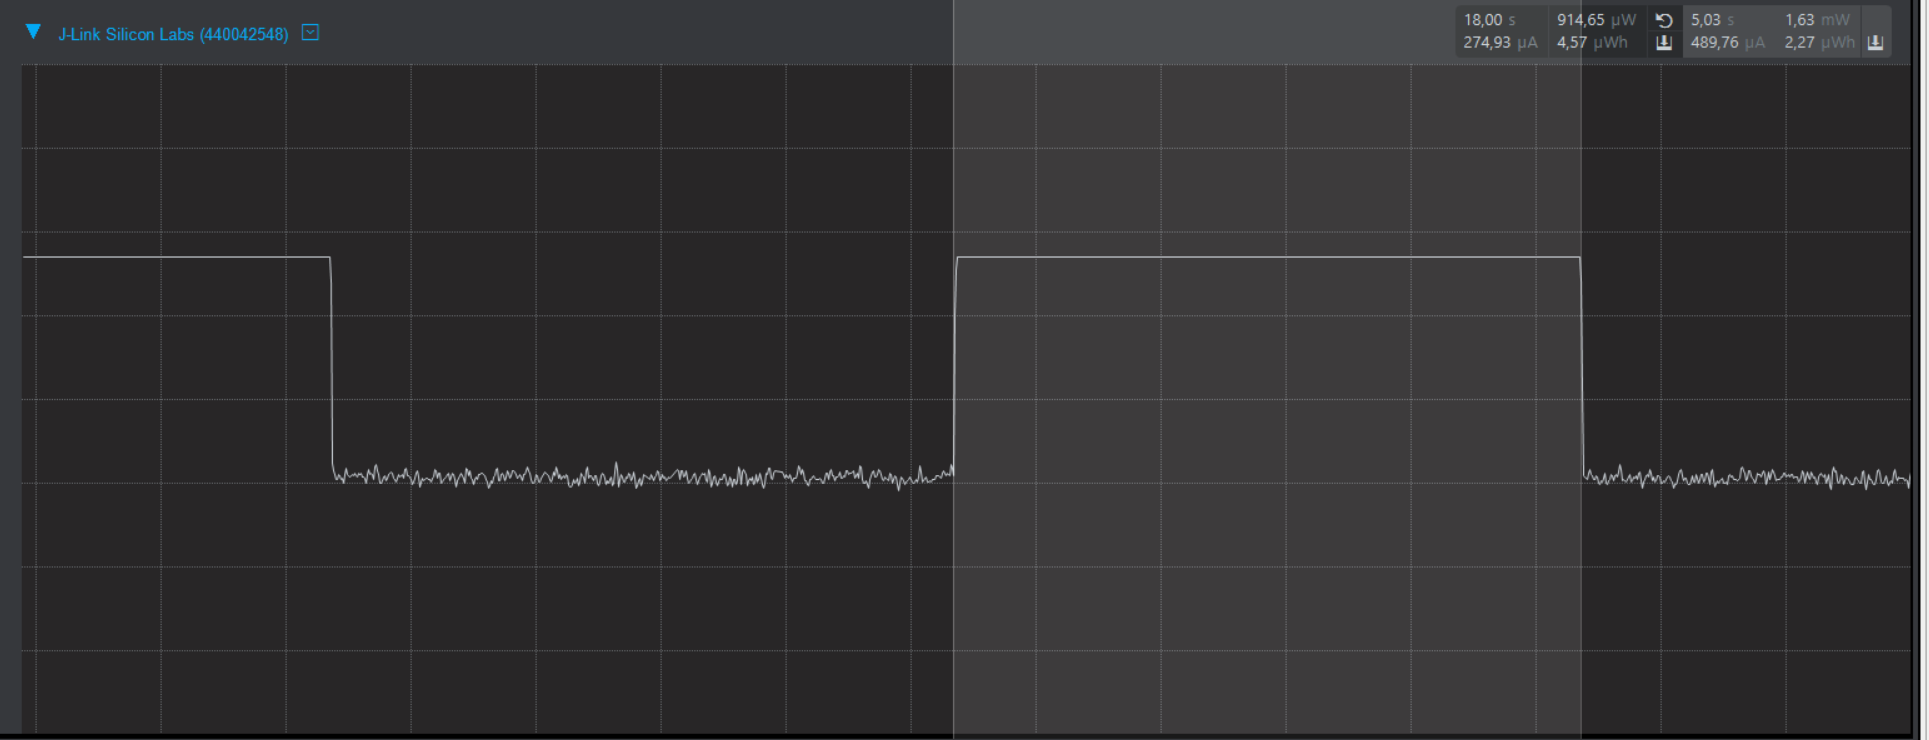 J-Link Silicon Labs (440042548)
18,00 s 914,65 µW 5,03 s 1,63 mW
274,93 µA 4,57 µWh 489,76 µA 2,27 µWh